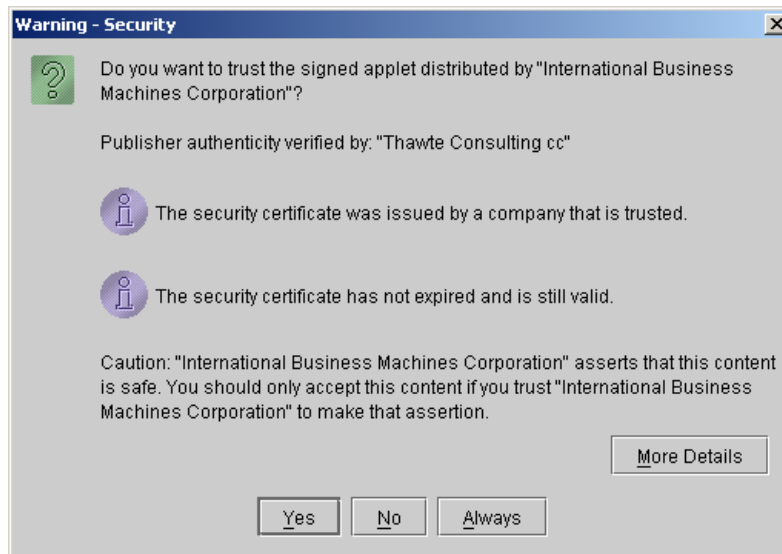 Warning - Security
Do you want to trust the signed applet distributed by "International Business
Machines Corporation"?
Publisher authenticity verified by: "Thawte Consulting cc"
The security certificate was issued by a company that is trusted.
The security certificate has not expired and is still valid.
Caution: "International Business Machines Corporation" asserts that this content
is safe. You should only accept this content if you trust "International Business
Machines Corporation" to make that assertion.
More Details
Yes No Always